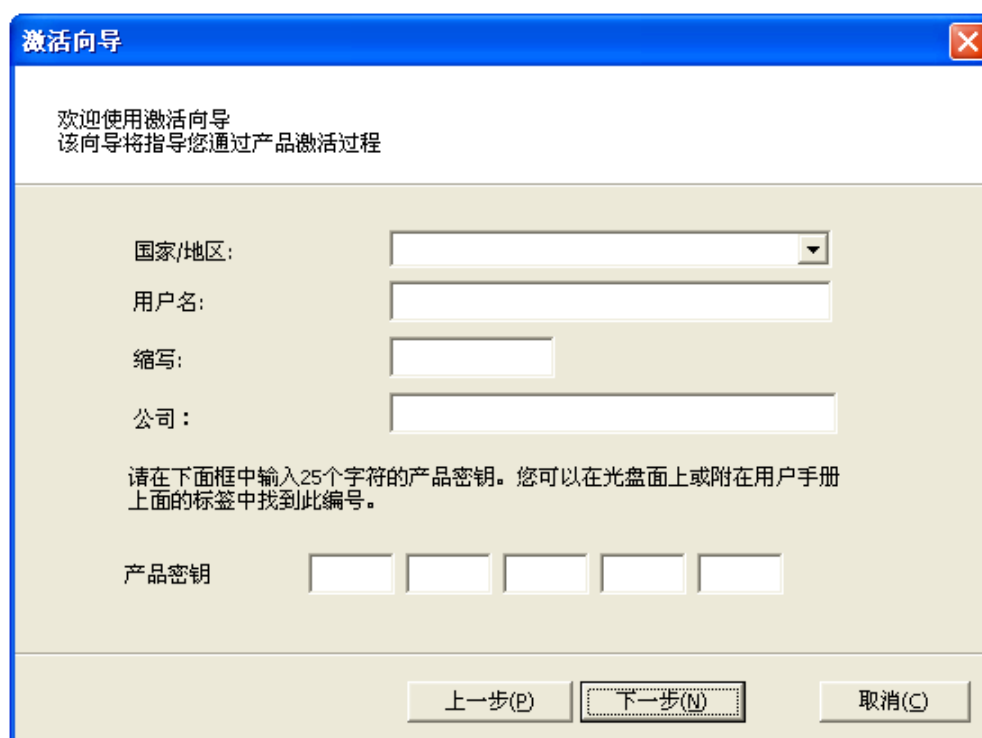 激活向导
欢迎使用激活向导
该向导将指导您通过产品激活过程
国家/地区:
用户名:
缩写:
公司：
请在下面框中输入25个字符的产品密钥。您可以在光盘面上或附在用户手册
上面的标签中找到此编号。
产品密钥
上一步(P) 下一步(N) 取消(C)